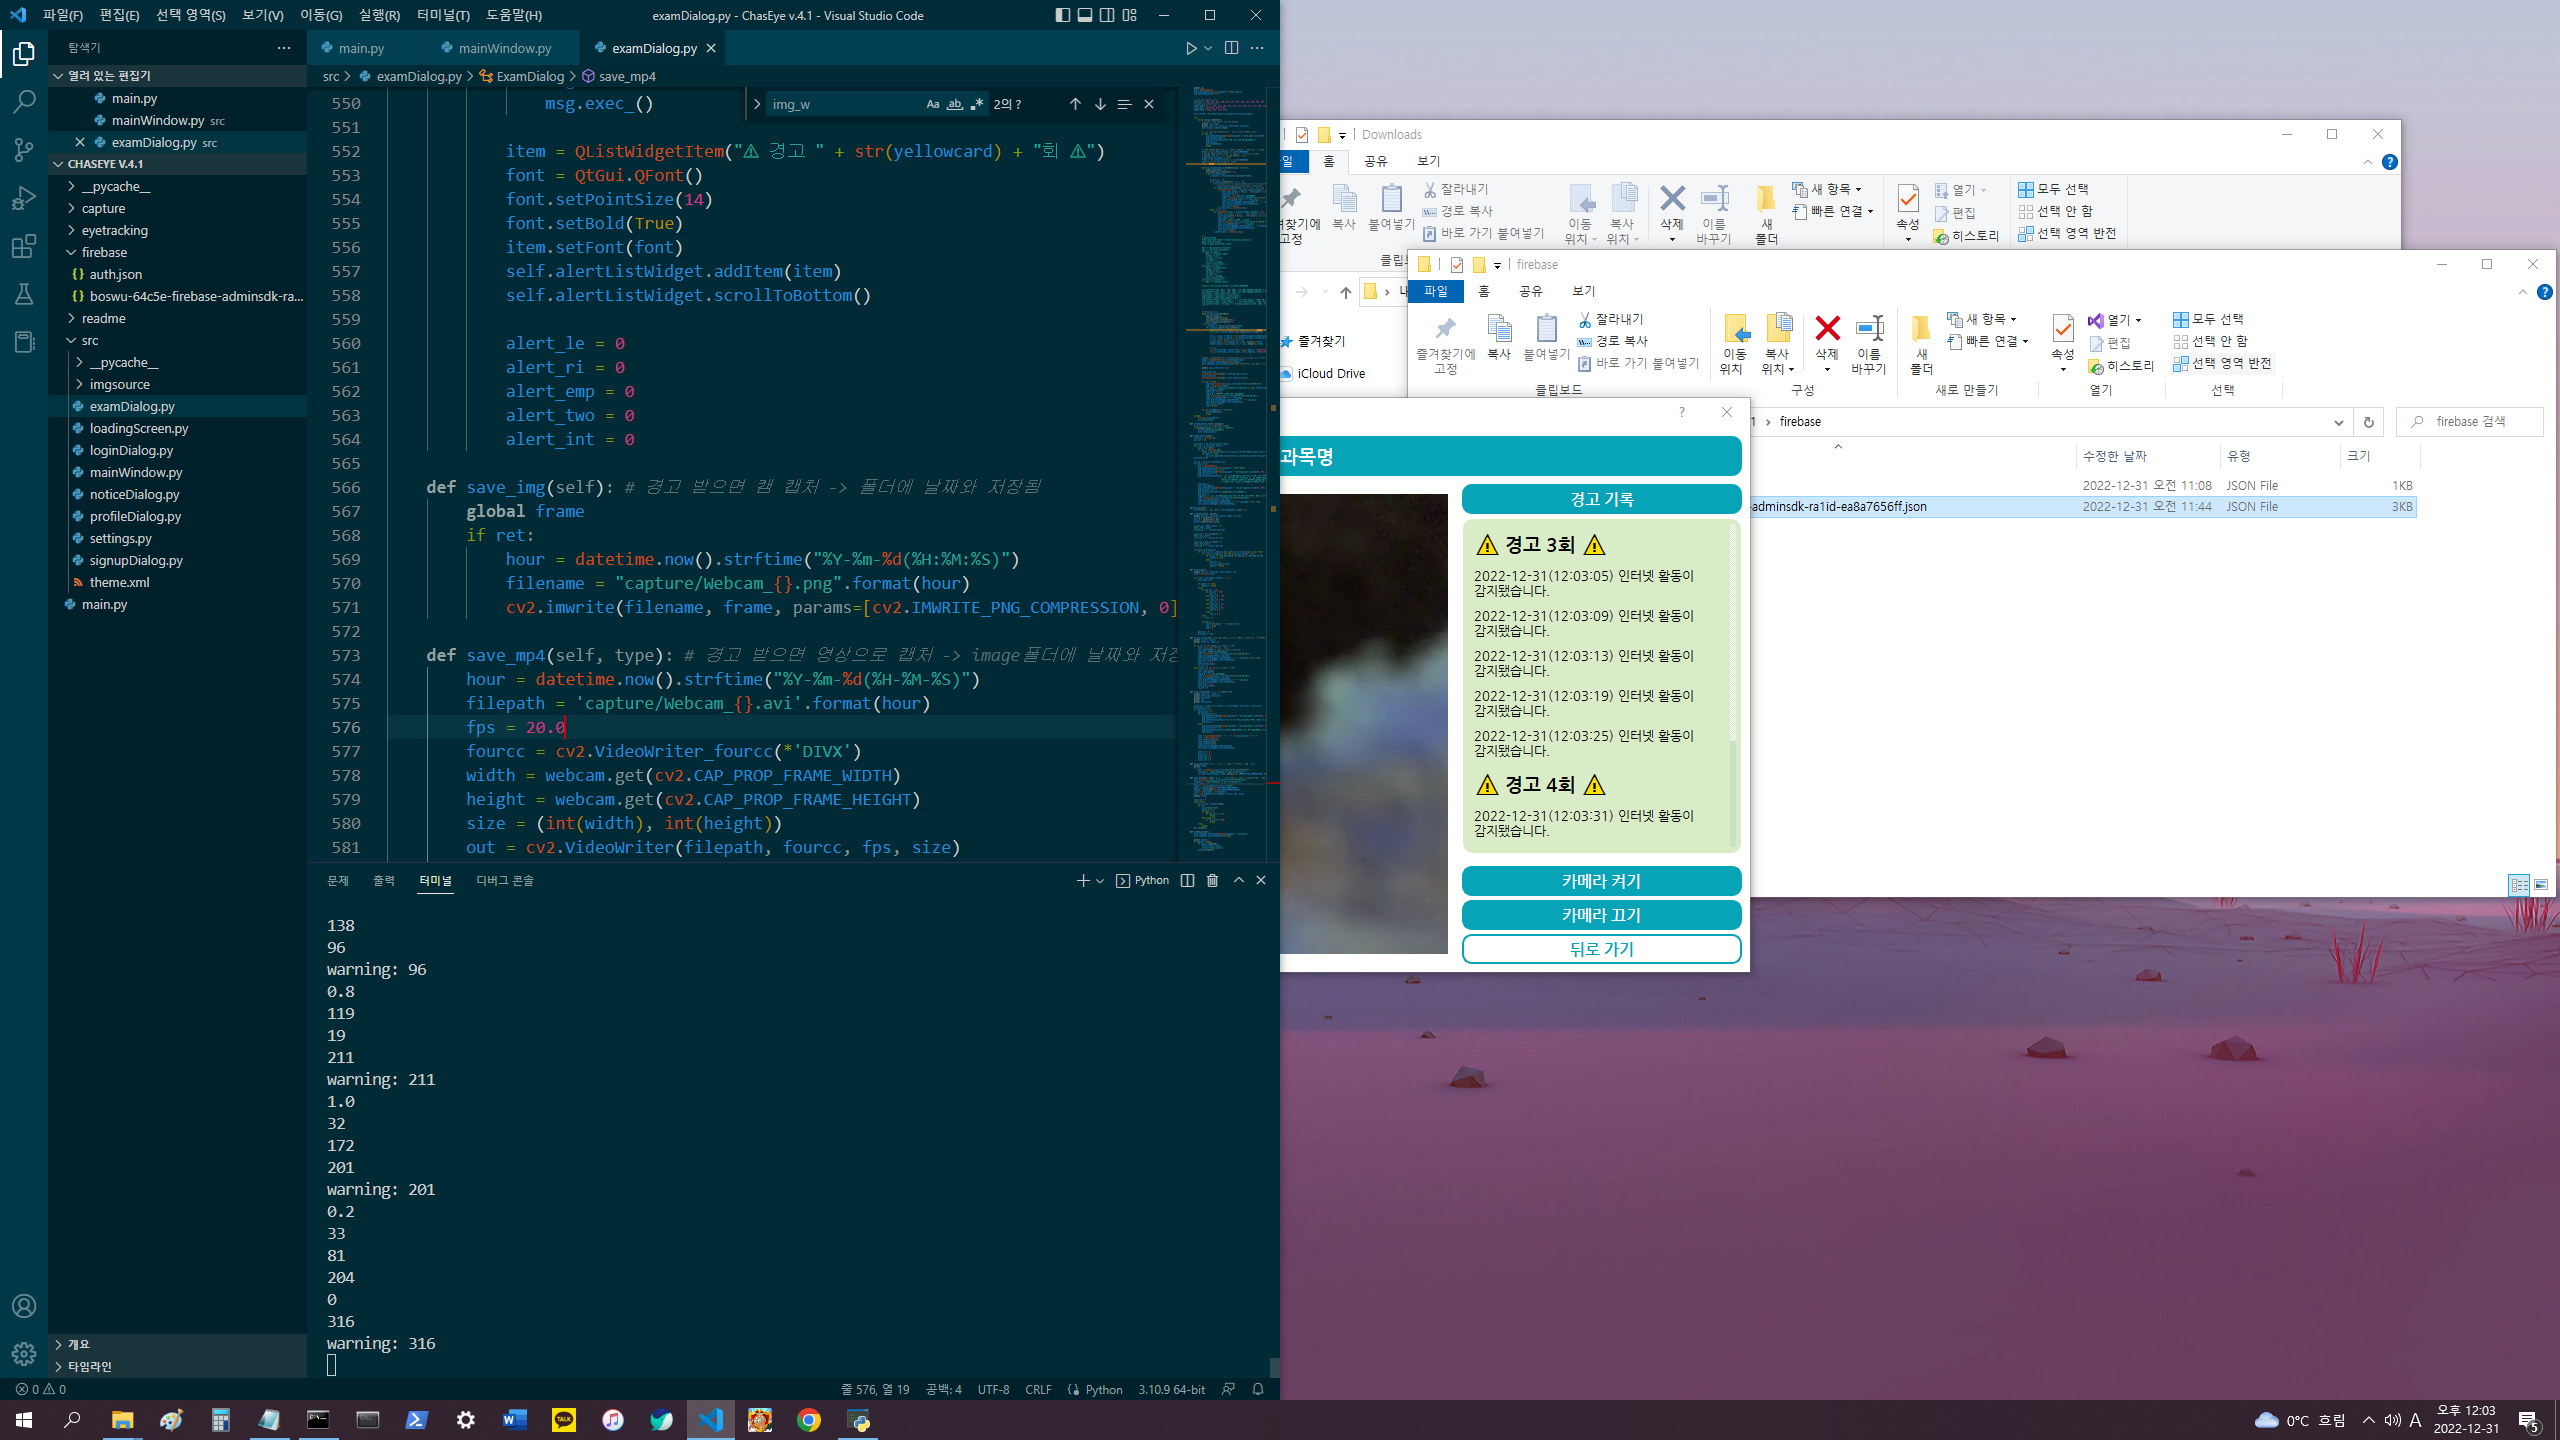 파일(F) 편집(E) 선택 영역(S) 보기(V) 이동(G) 실행(R) 터미널(T) 도움말(H)
examDialog.py - ChasEye v.4.1 - Visual Studio Code
탐색기
열려 있는 편집기
main.py
mainWindow.py src
examDialog.py src
CHASEYE V.4.1
__pycache__
capture
eyetracking
firebase
auth.json
boswu-64c5e-firebase-adminsdk-ra...
readme
src
__pycache__
imgsource
examDialog.py
loadingScreen.py
loginDialog.py
mainWindow.py
noticeDialog.py
profileDialog.py
settings.py
signupDialog.py
theme.xml
main.py
개요
타임라인
main.py mainWindow.py examDialog.py
src > examDialog.py > ExamDialog > save_mp4
img_w Aa ab 2의 ?
550 msg.exec_()
551
552 item = QListWidgetItem("⚠ 경고 " + str(yellowcard) + "회 ⚠")
553 font = QtGui.QFont()
554 font.setPointSize(14)
555 font.setBold(True)
556 item.setFont(font)
557 self.alertListWidget.addItem(item)
558 self.alertListWidget.scrollToBottom()
559
560 alert_le = 0
561 alert_ri = 0
562 alert_emp = 0
563 alert_two = 0
564 alert_int = 0
565
566 def save_img(self): # 경고 받으면 캠 캡처 -> 폴더에 날짜와 저장됨
567 global frame
568 if ret:
569 hour = datetime.now().strftime("%Y-%m-%d(%H:%M:%S)")
570 filename = "capture/Webcam_{}.png".format(hour)
571 cv2.imwrite(filename, frame, params=[cv2.IMWRITE_PNG_COMPRESSION, 0]
572
573 def save_mp4(self, type): # 경고 받으면 영상으로 캡처 -> image폴더에 날짜와 저장
574 hour = datetime.now().strftime("%Y-%m-%d(%H-%M-%S)")
575 filepath = 'capture/Webcam_{}.avi'.format(hour)
576 fps = 20.0
577 fourcc = cv2.VideoWriter_fourcc(*'DIVX')
578 width = webcam.get(cv2.CAP_PROP_FRAME_WIDTH)
579 height = webcam.get(cv2.CAP_PROP_FRAME_HEIGHT)
580 size = (int(width), int(height))
581 out = cv2.VideoWriter(filepath, fourcc, fps, size)
문제 출력 터미널 디버그 콘솔 Python
138
96
warning: 96
0.8
119
19
211
warning: 211
1.0
32
172
201
warning: 201
0.2
33
81
204
0
316
warning: 316
0 0 줄 576, 열 19 공백: 4 UTF-8 CRLF Python 3.10.9 64-bit
Downloads
홈 공유 보기
고정 복사 붙여넣기
잘라내기
경로 복사
바로 가기 붙여넣기
이동 위치 복사 위치 삭제 이름 바꾸기 새 폴더
새 항목
빠른 연결
속성
열기
편집
히스토리
모두 선택
선택 안 함
선택 영역 반전
즐겨찾기
iCloud Drive
firebase
파일 홈 공유 보기
즐겨찾기에 고정 복사 붙여넣기
잘라내기
경로 복사
바로 가기 붙여넣기
클립보드
이동 위치 복사 위치 삭제 이름 바꾸기
구성
새 폴더
새 항목
빠른 연결
새로 만들기
속성
열기
편집
히스토리
열기
모두 선택
선택 안 함
선택 영역 반전
선택
1 > firebase
firebase 검색
수정한 날짜 유형 크기
2022-12-31 오전 11:08 JSON File 1KB
-adminsdk-ra1id-ea8a7656ff.json 2022-12-31 오전 11:44 JSON File 3KB
과목명
경고 기록
⚠ 경고 3회 ⚠
2022-12-31(12:03:05) 인터넷 활동이
감지됐습니다.
2022-12-31(12:03:09) 인터넷 활동이
감지됐습니다.
2022-12-31(12:03:13) 인터넷 활동이
감지됐습니다.
2022-12-31(12:03:19) 인터넷 활동이
감지됐습니다.
2022-12-31(12:03:25) 인터넷 활동이
감지됐습니다.
⚠ 경고 4회 ⚠
2022-12-31(12:03:31) 인터넷 활동이
감지됐습니다.
카메라 켜기
카메라 끄기
뒤로 가기
TALK
0°C 흐림
A
오후 12:03
2022-12-31
5